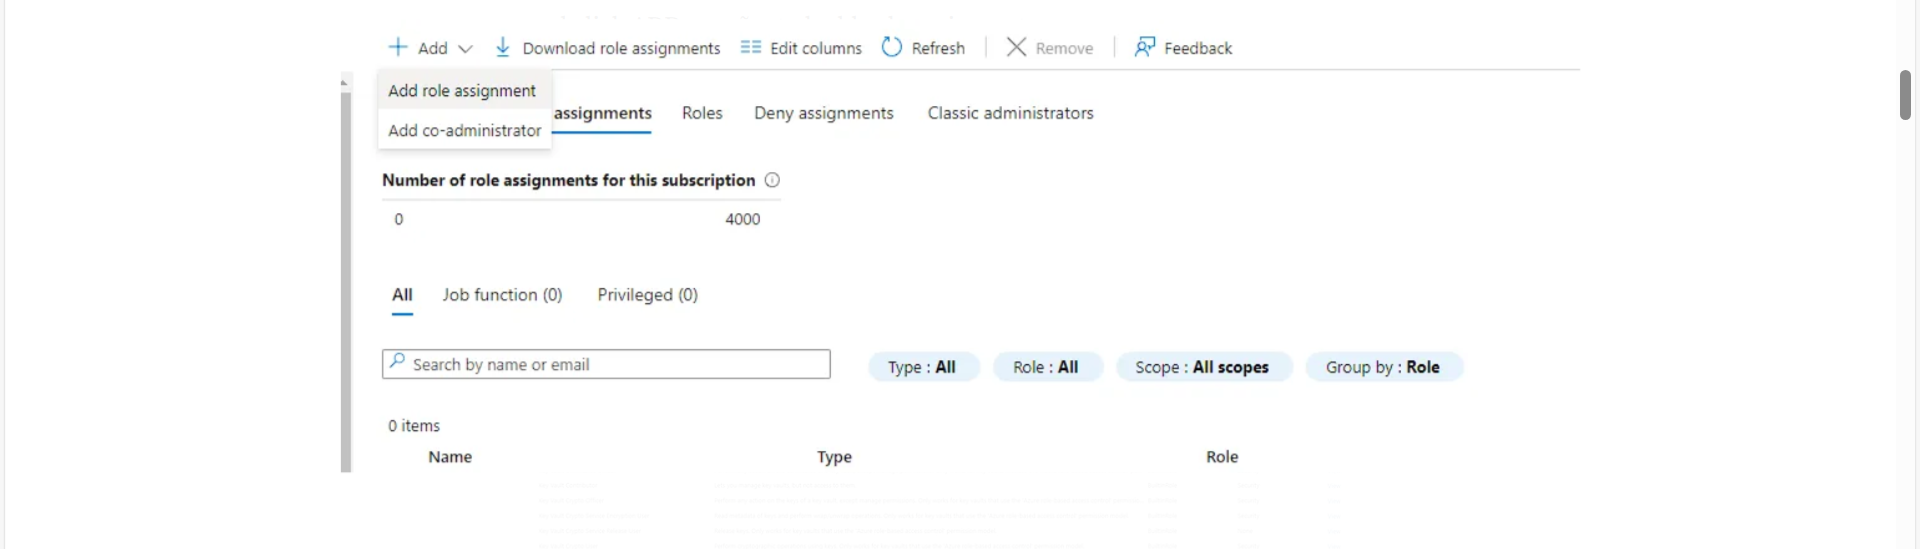 Add Download role assignments Edit columns Refresh Remove Feedback
Add role assignment
Add co-administrator
assignments Roles Deny assignments Classic administrators
Number of role assignments for this subscription
0 4000
All Job function (0) Privileged (0)
Search by name or email
Type : All Role : All Scope : All scopes Group by : Role
0 items
Name Type Role